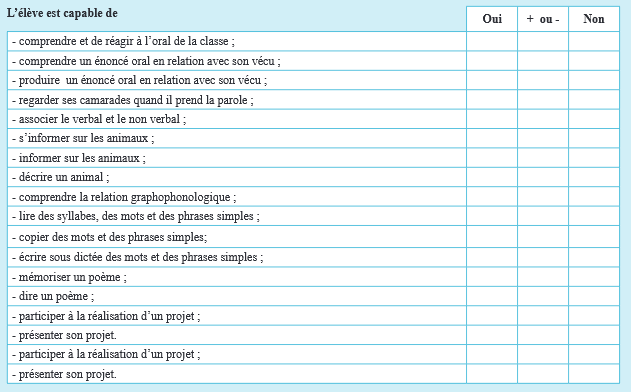 L’élève est capable de
Oui + ou - Non
- comprendre et de réagir à l’oral de la classe ;
- comprendre un énoncé oral en relation avec son vécu ;
- produire un énoncé oral en relation avec son vécu ;
- regarder ses camarades quand il prend la parole ;
- associer le verbal et le non verbal ;
- s’informer sur les animaux ;
- informer sur les animaux ;
- décrire un animal ;
- comprendre la relation graphophonologique ;
- lire des syllabes, des mots et des phrases simples ;
- copier des mots et des phrases simples;
- écrire sous dictée des mots et des phrases simples ;
- mémoriser un poème ;
- dire un poème ;
- participer à la réalisation d’un projet ;
- présenter son projet.
- participer à la réalisation d’un projet ;
- présenter son projet.